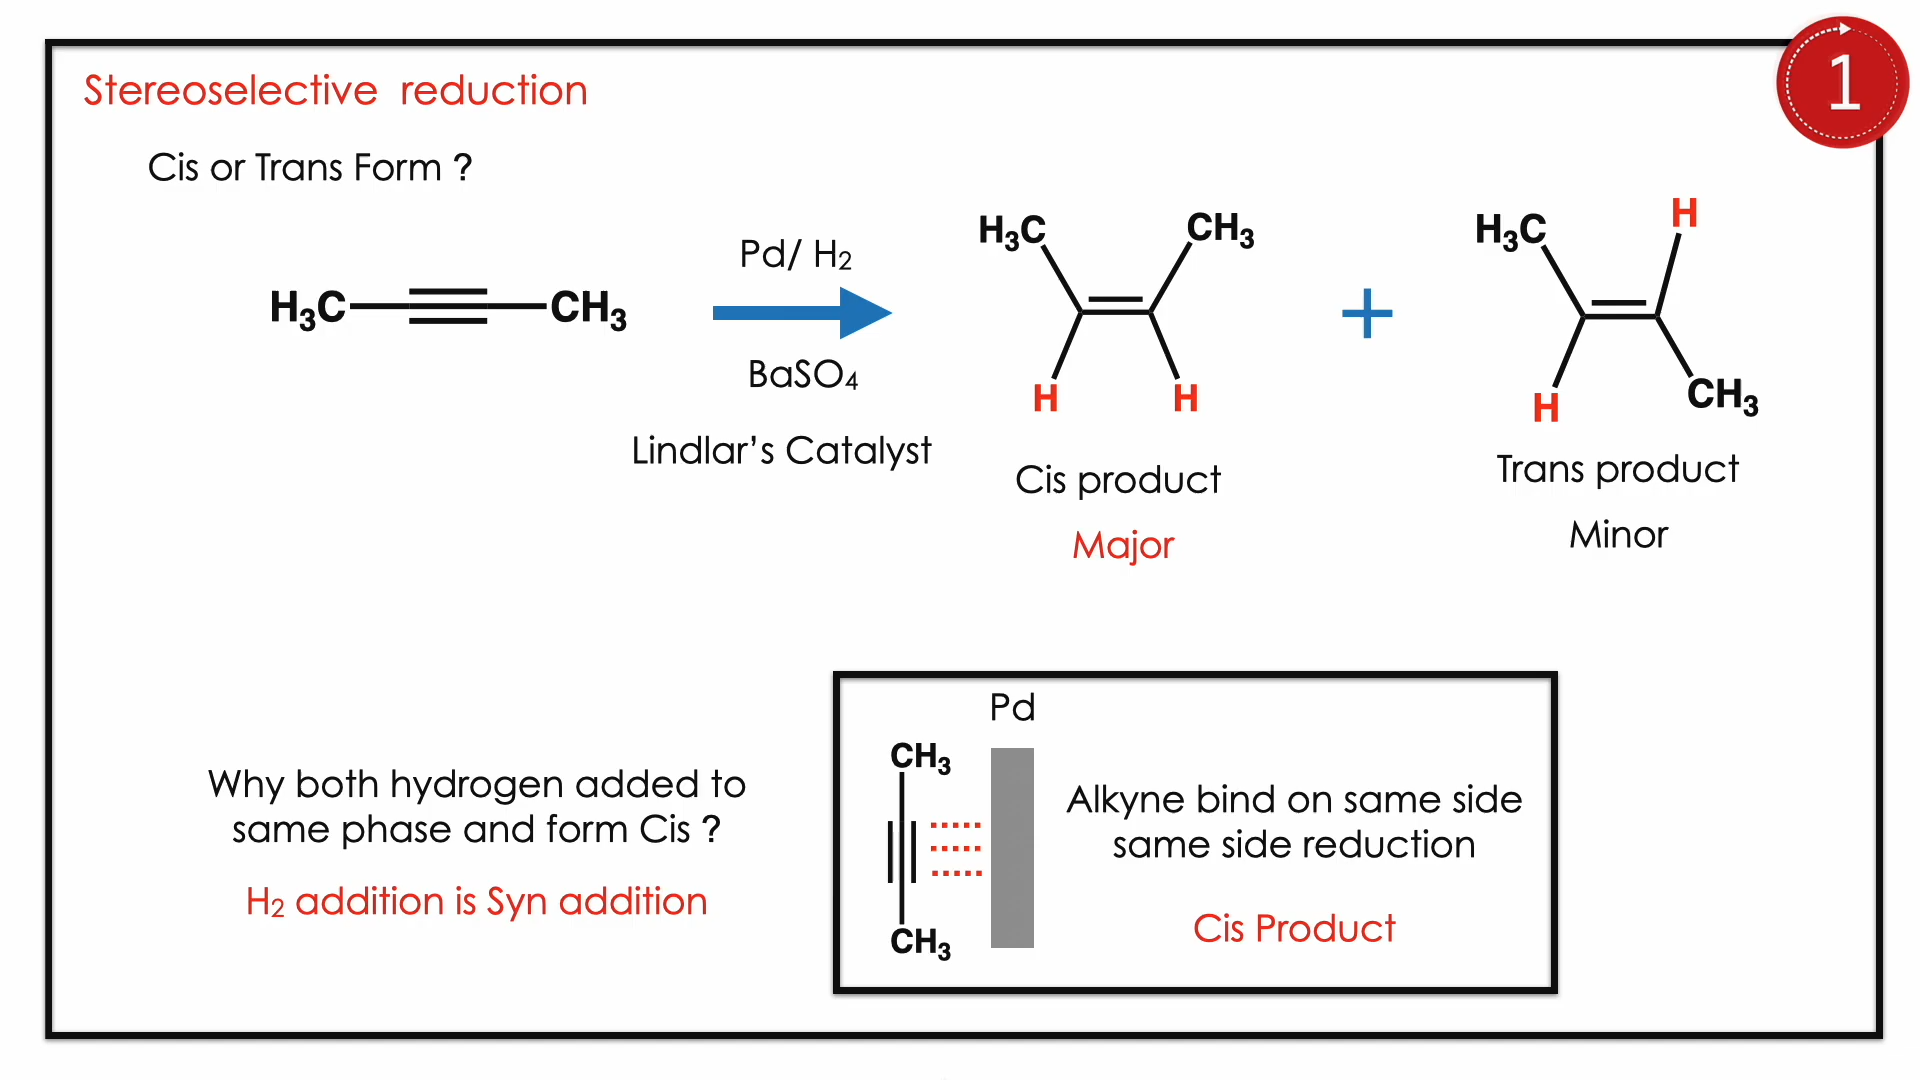 1
Stereoselective reduction
Cis or Trans Form ?
H₃C CH₃
Pd/ H₂
BaSO₄
Lindlar’s Catalyst
H₃C CH₃
H H
Cis product
Major
+
H₃C H
H CH₃
Trans product
Minor
Why both hydrogen added to
same phase and form Cis ?
H₂ addition is Syn addition
Pd
CH₃
CH₃
Alkyne bind on same side
same side reduction
Cis Product